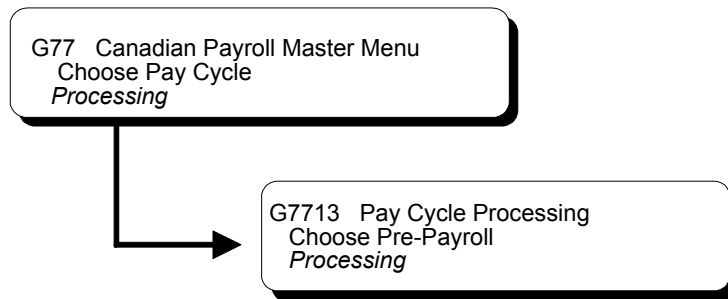 G77 Canadian Payroll Master Menu
Choose Pay Cycle
Processing
G7713 Pay Cycle Processing
Choose Pre-Payroll
Processing